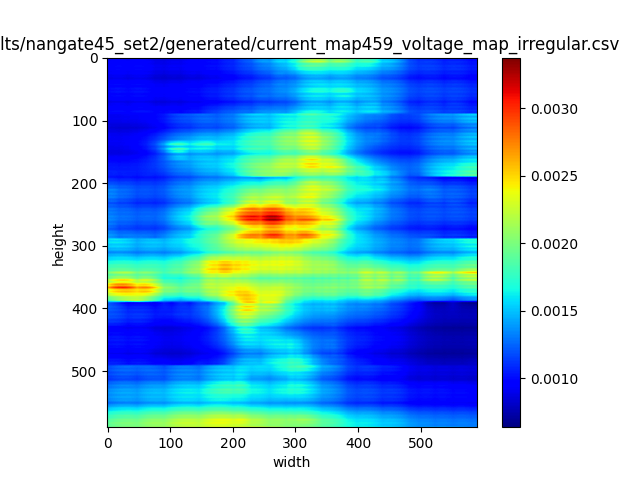 lts/nangate45_set2/generated/current_map459_voltage_map_irregular.csv
0
100
200
300
400
500
height
0 100 200 300 400 500
width
0.0030
0.0025
0.0020
0.0015
0.0010